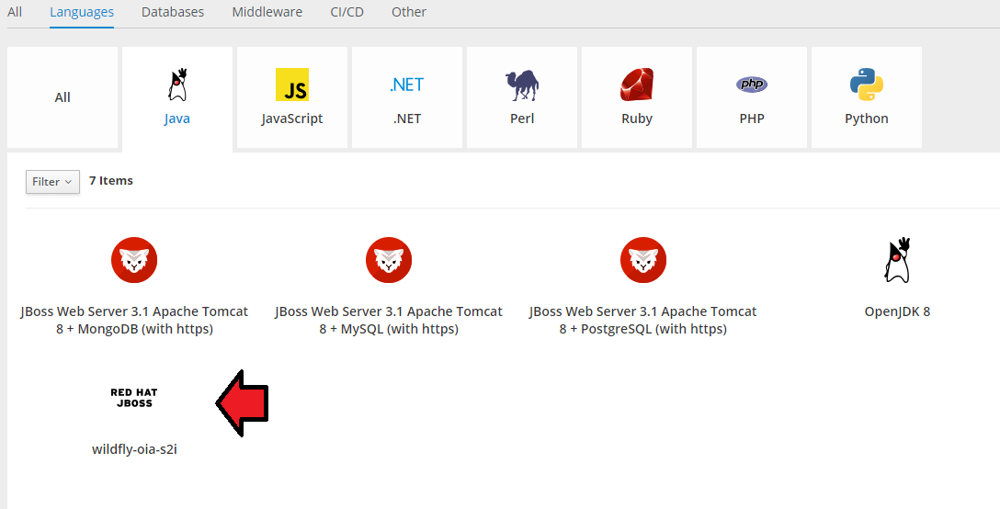 All Languages Databases Middleware CI/CD Other
JS .NET php
All Java JavaScript .NET Perl Ruby PHP Python
Filter 7 Items
JBoss Web Server 3.1 Apache Tomcat
8 + MongoDB (with https)
JBoss Web Server 3.1 Apache Tomcat
8 + MySQL (with https)
JBoss Web Server 3.1 Apache Tomcat
8 + PostgreSQL (with https)
OpenJDK 8
RED HAT
JBOSS
wildfly-oia-s2i